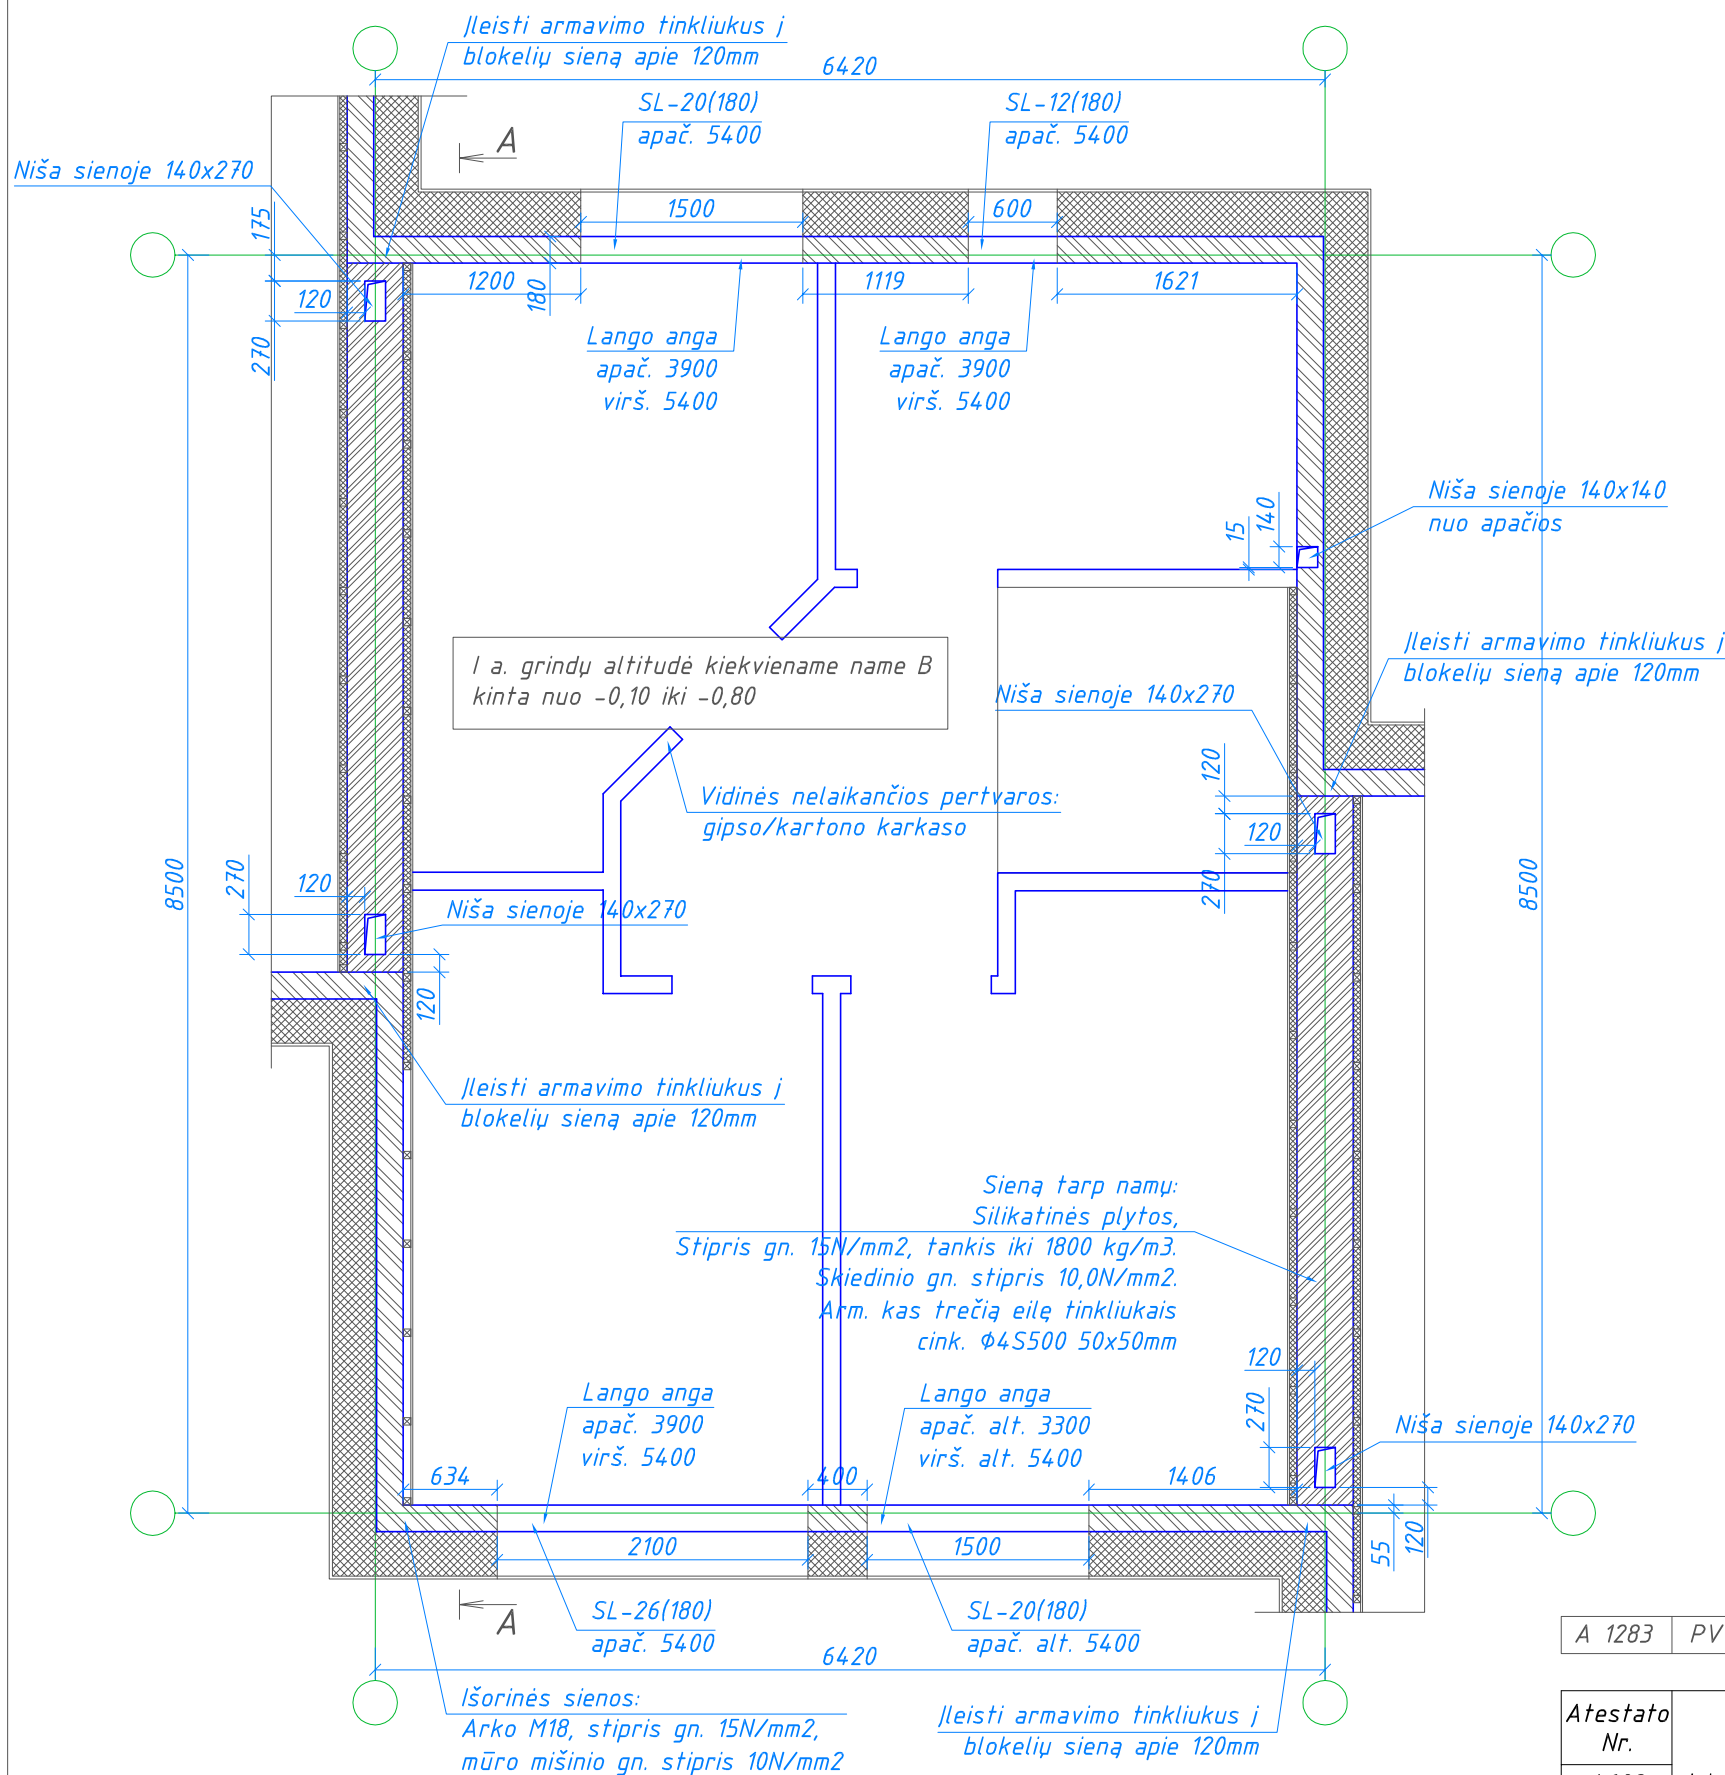 Įleisti armavimo tinkliukus į
blokelių sieną apie 120mm
6420
SL-20(180)
apač. 5400
SL-12(180)
apač. 5400
A
Niša sienoje 140x270
175
1500
600
120
270
1200
180
1119
1621
Lango anga
apač. 3900
virš. 5400
Lango anga
apač. 3900
virš. 5400
Niša sienoje 140x140
nuo apačios
15
140
I a. grindų altitudė kiekviename name B
kinta nuo -0,10 iki -0,80
Įleisti armavimo tinkliukus į
blokelių sieną apie 120mm
Niša sienoje 140x270
120
120
270
Vidinės nelaikančios pertvaros:
gipso/kartono karkaso
8500
8500
270
120
Niša sienoje 140x270
120
Įleisti armavimo tinkliukus į
blokelių sieną apie 120mm
Sieną tarp namų:
Silikatinės plytos,
Stipris gn. 15N/mm2, tankis iki 1800 kg/m3.
Skiedinio gn. stipris 10,0N/mm2.
Arm. kas trečią eilę tinkliukais
cink. Φ4S500 50x50mm
120
270
Niša sienoje 140x270
Lango anga
apač. 3900
virš. 5400
Lango anga
apač. alt. 3300
virš. alt. 5400
634
400
1406
2100
1500
55
120
A
SL-26(180)
apač. 5400
SL-20(180)
apač. alt. 5400
6420
Išorinės sienos:
Arko M18, stipris gn. 15N/mm2,
mūro mišinio gn. stipris 10N/mm2
Įleisti armavimo tinkliukus į
blokelių sieną apie 120mm
A 1283 PV
Atestato
Nr.